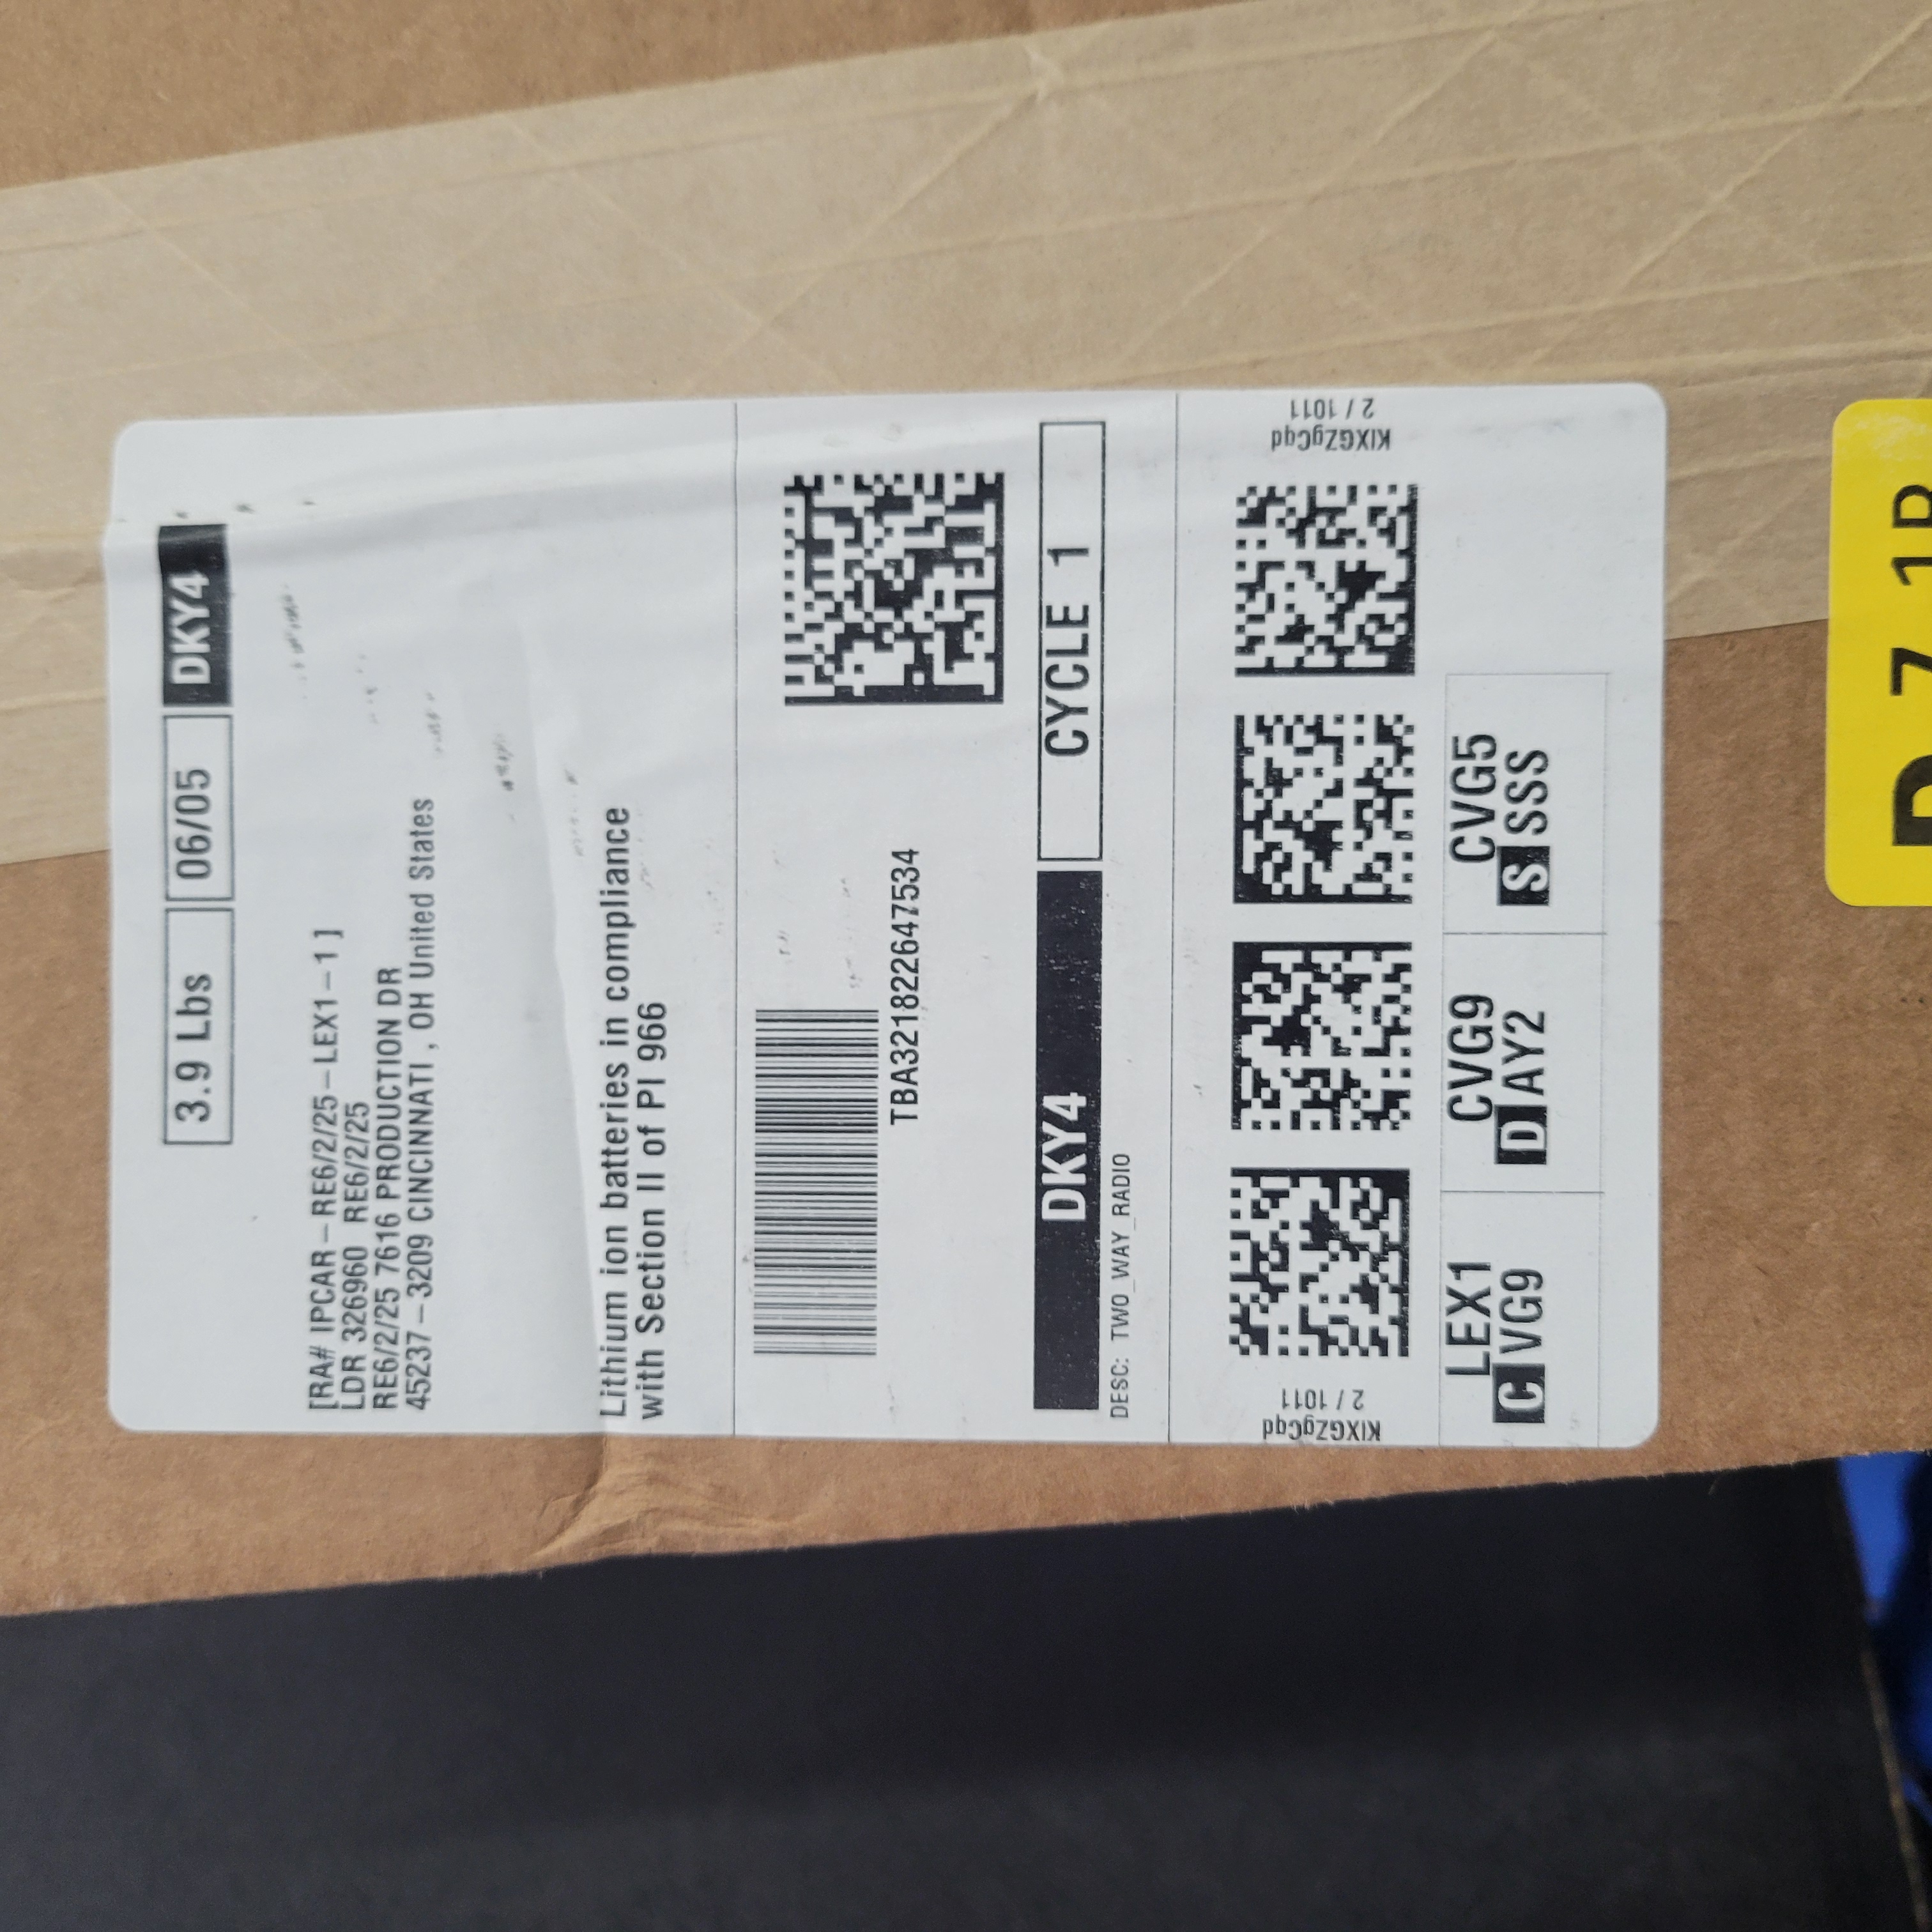 3.9 Lbs 06/05 DKY4
[RA# IPCAR-RE6/2/25-LEX1-1]
LDR 326960 RE6/2/25
RE6/2/25 7616 PRODUCTION DR
45237-3209 CINCINNATI , OH United States
Lithium ion batteries in compliance
with Section II of PI 966
TBA321822647534
DKY4 CYCLE 1
DESC: TWO_WAY_RADIO
KIXGZgCqd
2 / 1011
KIXGZgCqd
2 / 1011
LEX1
C VG9
CVG9
D AY2
CVG5
S SSS